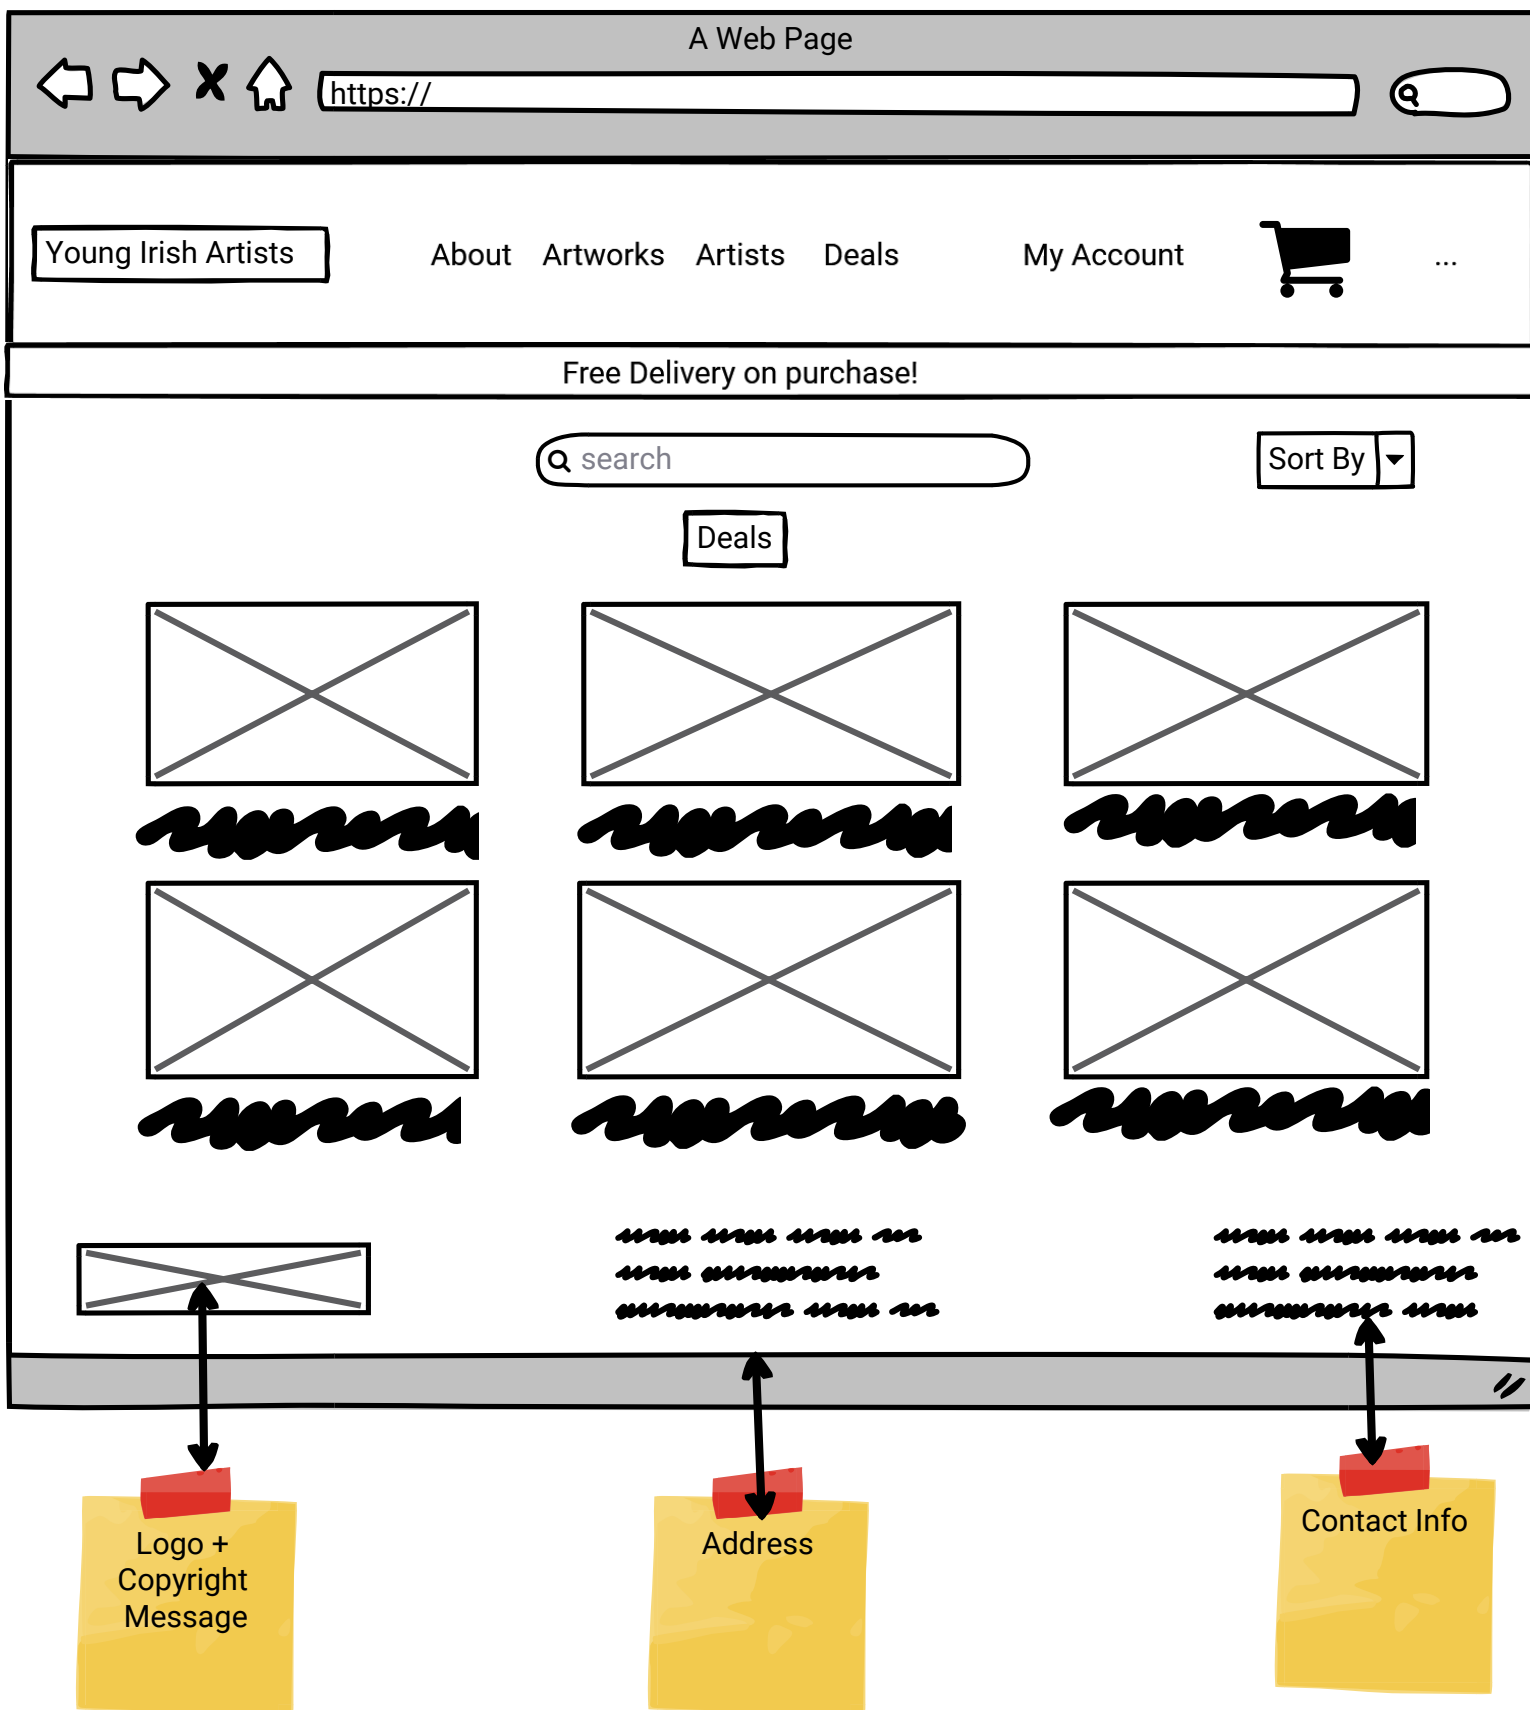 A Web Page
https://
Young Irish Artists About Artworks Artists Deals My Account ...
Free Delivery on purchase!
search Sort By
Deals
Logo +
Copyright
Message
Address
Contact Info